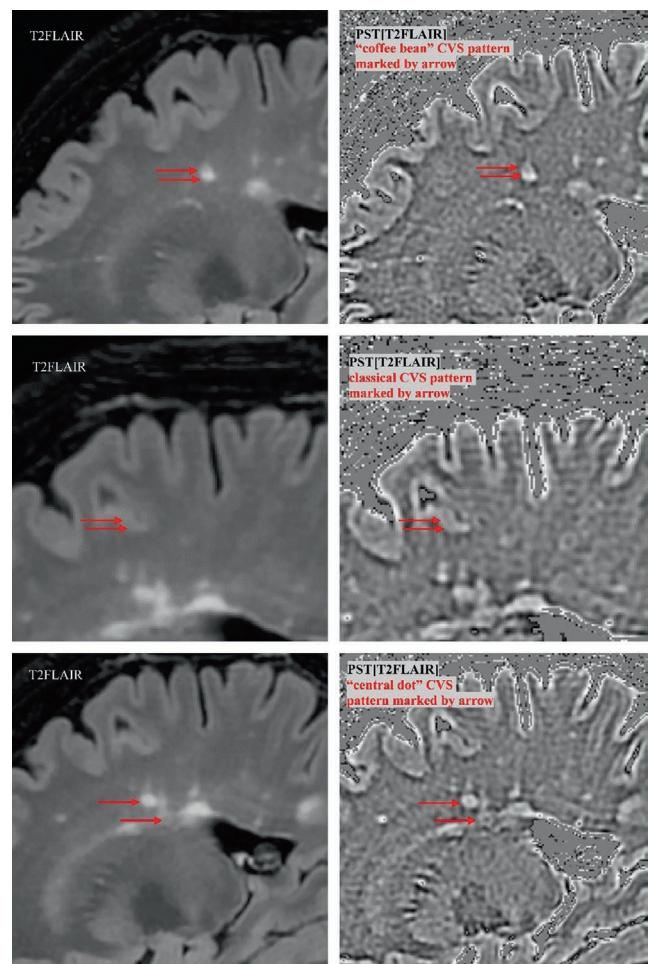 T2FLAIR
PST[T2FLAIR]
“coffee bean” CVS pattern
marked by arrow
T2FLAIR
PST[T2FLAIR]
classical CVS pattern
marked by arrow
T2FLAIR
PST[T2FLAIR]
“central dot” CVS
pattern marked by arrow